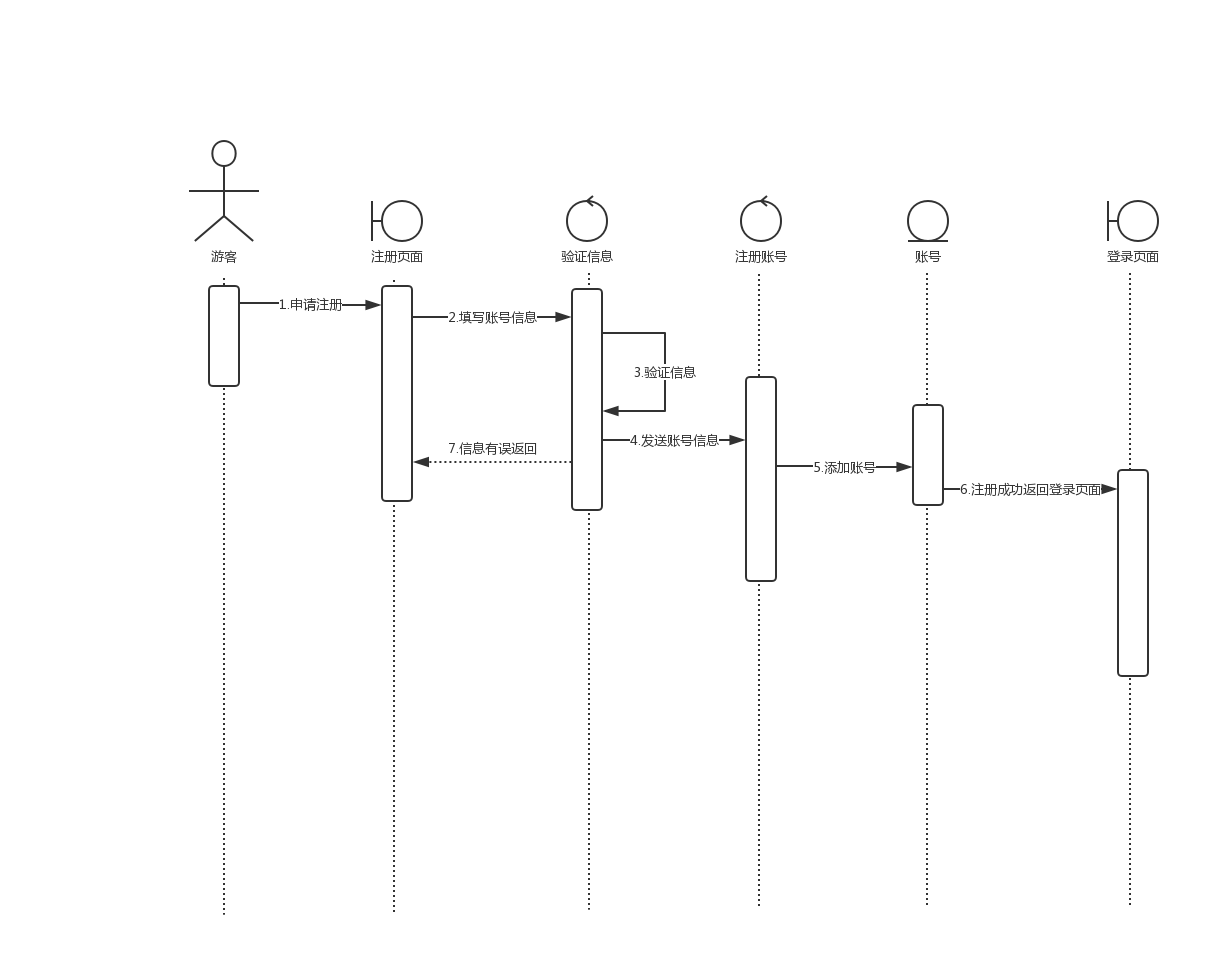 游客
注册页面
验证信息
注册账号
账号
登录页面
1.申请注册
2.填写账号信息
3.验证信息
4.发送账号信息
7.信息有误返回
5.添加账号
6.注册成功返回登录页面